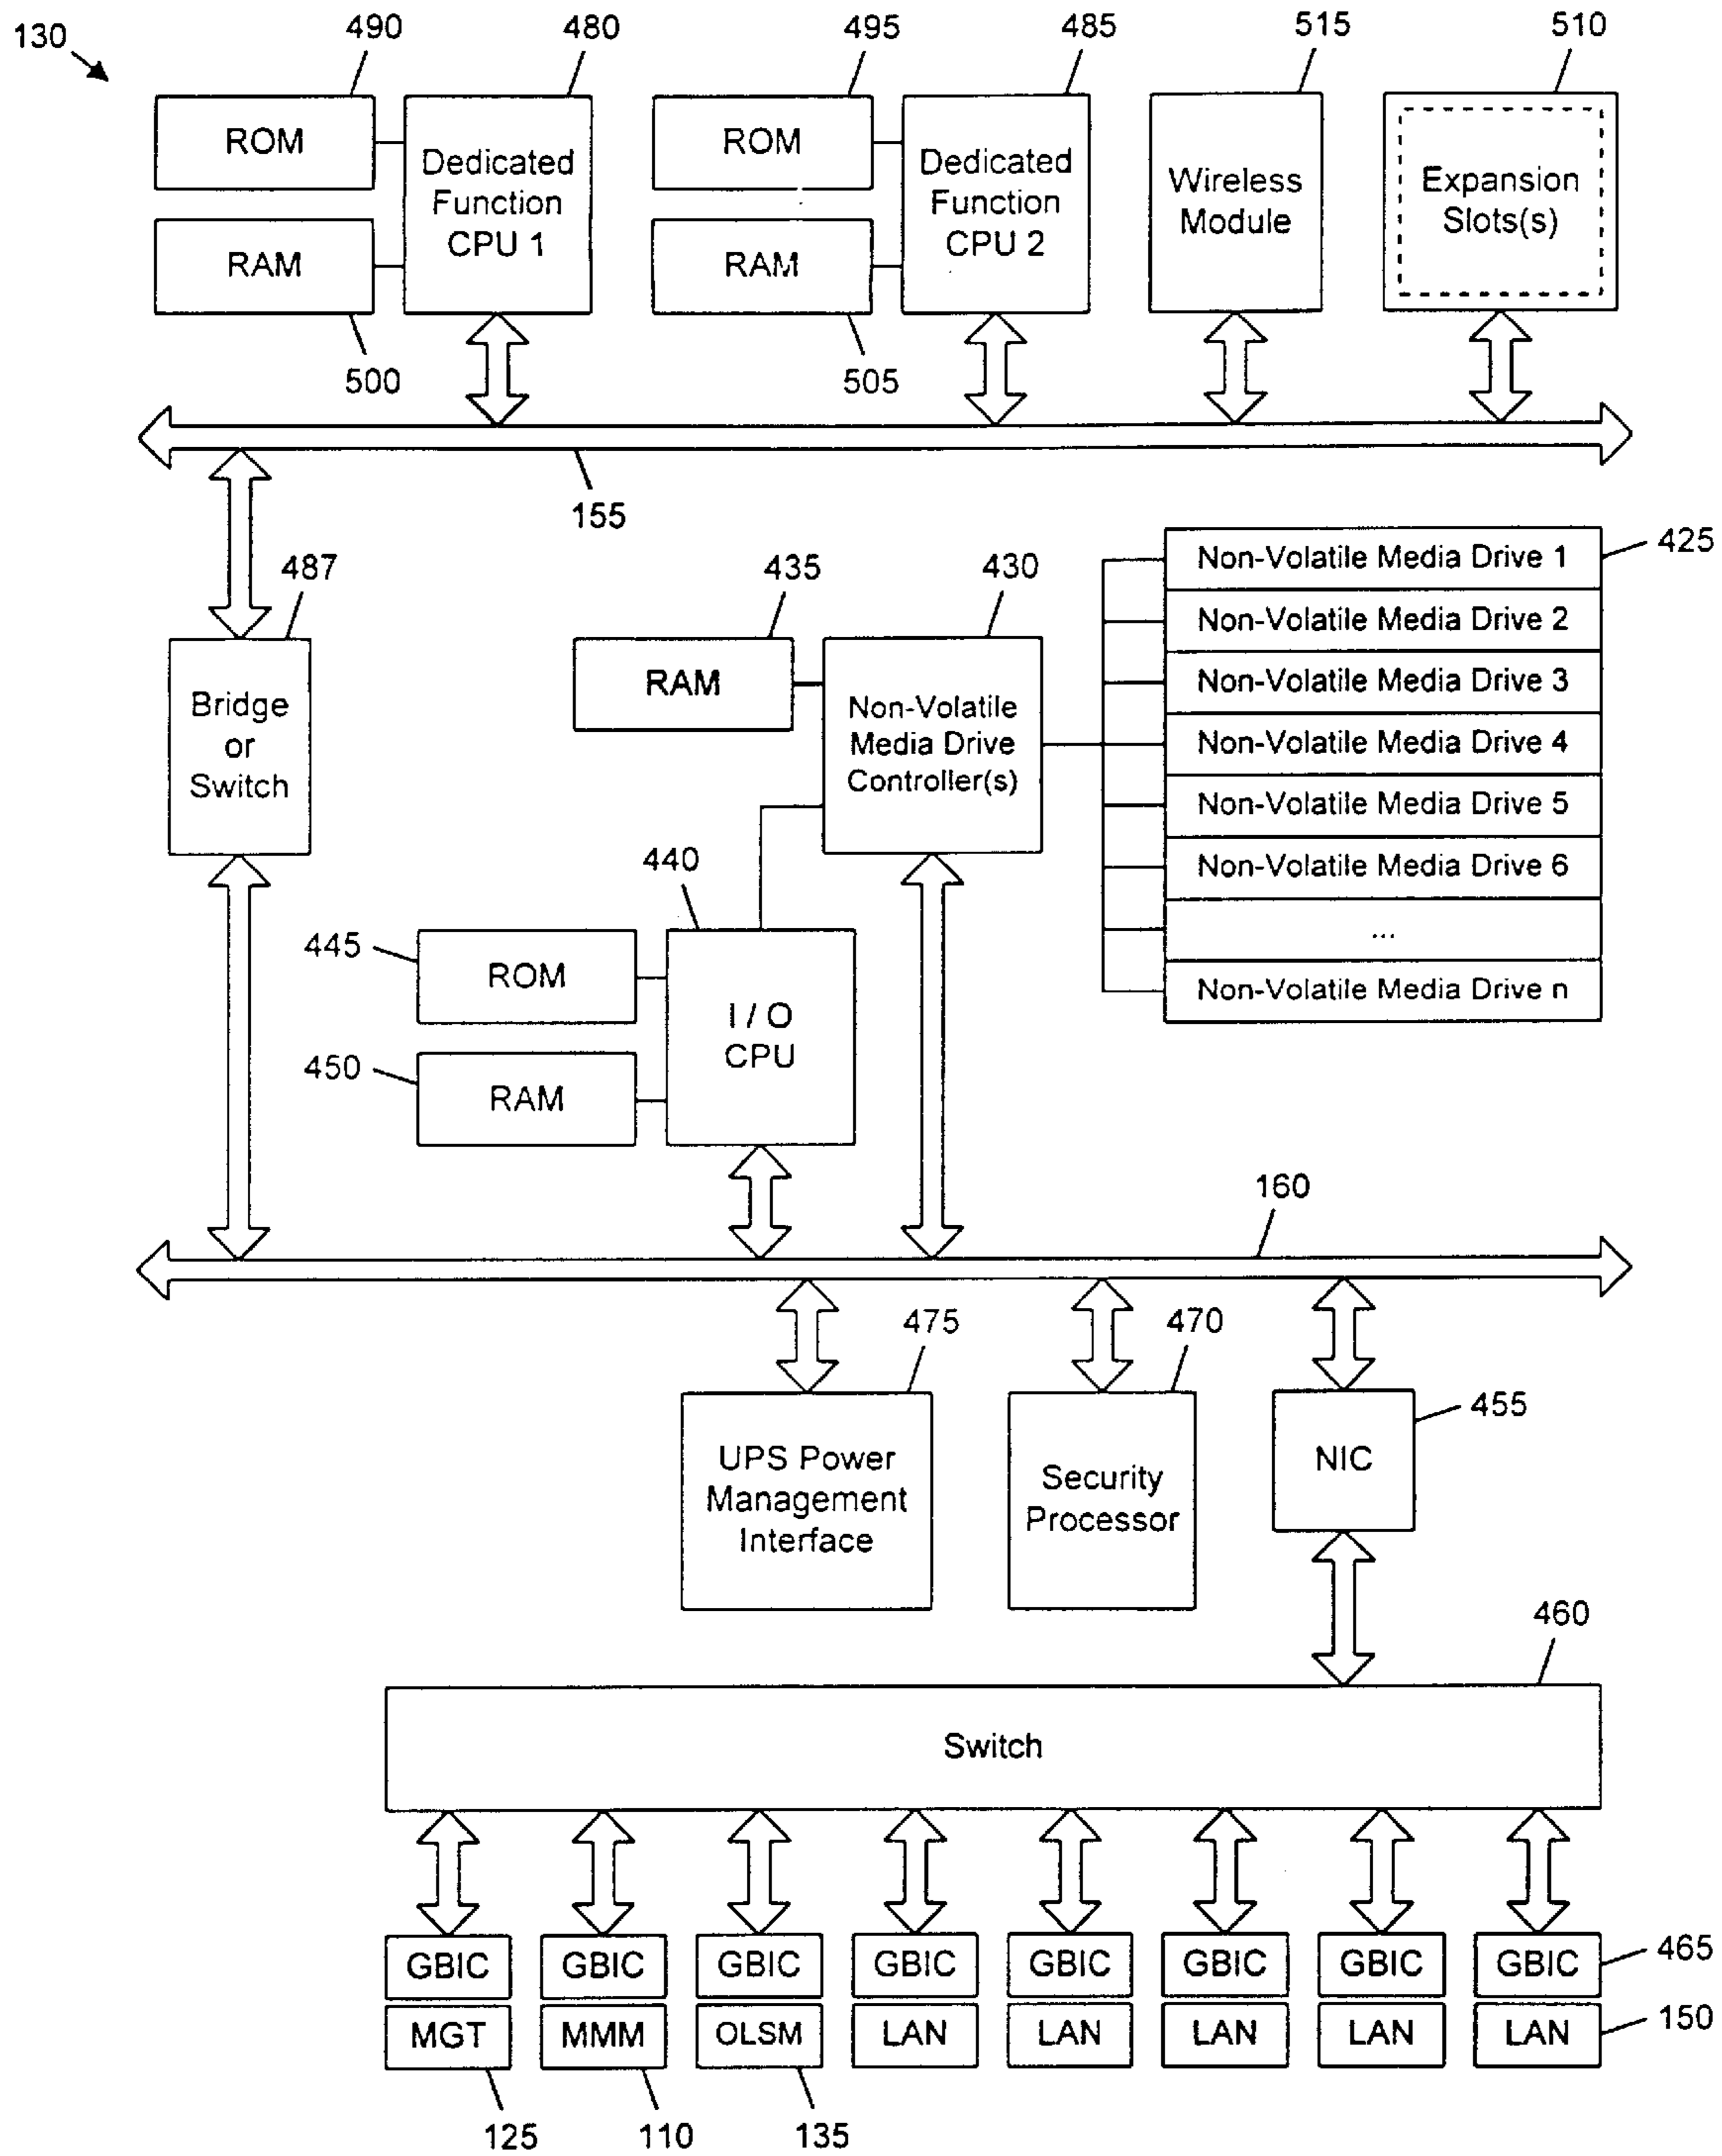 130
490
480
495
485
515
510
ROM
RAM
Dedicated
Function
CPU 1
ROM
RAM
Dedicated
Function
CPU 2
Wireless
Module
Expansion
Slots(s)
500
505
155
487
435
430
425
Bridge
or
Switch
RAM
Non-Volatile
Media Drive
Controller(s)
Non-Volatile Media Drive 1
Non-Volatile Media Drive 2
Non-Volatile Media Drive 3
Non-Volatile Media Drive 4
Non-Volatile Media Drive 5
Non-Volatile Media Drive 6
...
Non-Volatile Media Drive n
440
445
ROM
450
RAM
I / O
CPU
160
475
470
455
UPS Power
Management
Interface
Security
Processor
NIC
460
Switch
GBIC
GBIC
GBIC
GBIC
GBIC
GBIC
GBIC
GBIC
465
MGT
MMM
OLSM
LAN
LAN
LAN
LAN
LAN
150
125
110
135